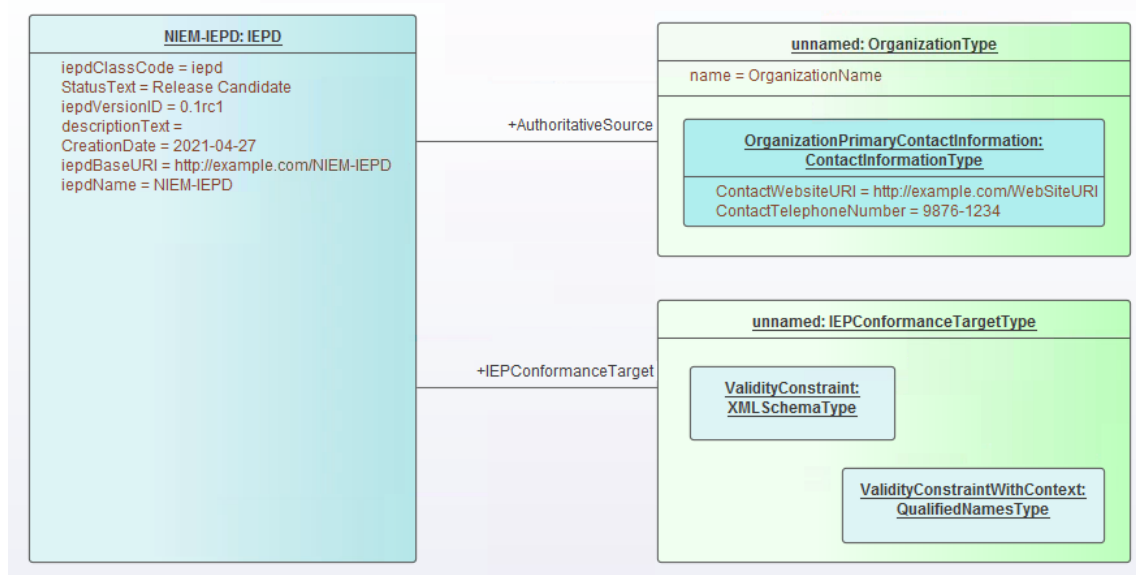 NIEM-IEPD: IEPD
iepdClassCode = iepd
StatusText = Release Candidate
iepdVersionID = 0.1rc1
descriptionText =
CreationDate = 2021-04-27
iepdBaseURI = http://example.com/NIEM-IEPD
iepdName = NIEM-IEPD
+AuthoritativeSource
unnamed: OrganizationType
name = OrganizationName
OrganizationPrimaryContactInformation:
ContactInformationType
ContactWebsiteURI = http://example.com/WebSiteURI
ContactTelephoneNumber = 9876-1234
+IEPConformanceTarget
unnamed: IEPConformanceTargetType
ValidityConstraint:
XMLSchemaType
ValidityConstraintWithContext:
QualifiedNamesType